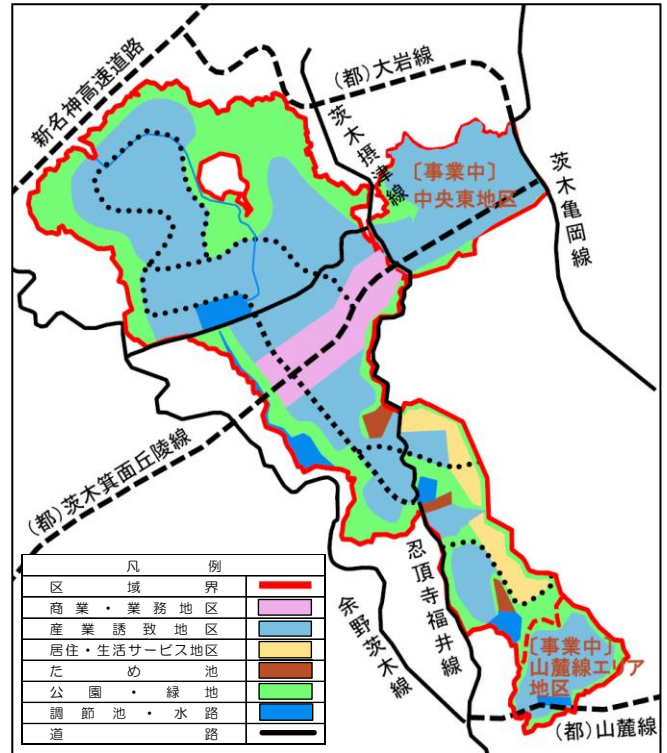 新名神高速道路
(都)大岩線
茨木摂津線
〔事業中〕
中央東地区
茨木亀岡線
(都)茨木箕面丘陵線
凡 例
区 域 界
商 業 ・ 業 務 地 区
産 業 誘 致 地 区
居住・生活サービス地区
た め 池
公 園 ・ 緑 地
調 節 池 ・ 水 路
道 路
余野茨木線
忍頂寺福井線
〔事業中〕
山麓線エリア
地区
(都)山麓線